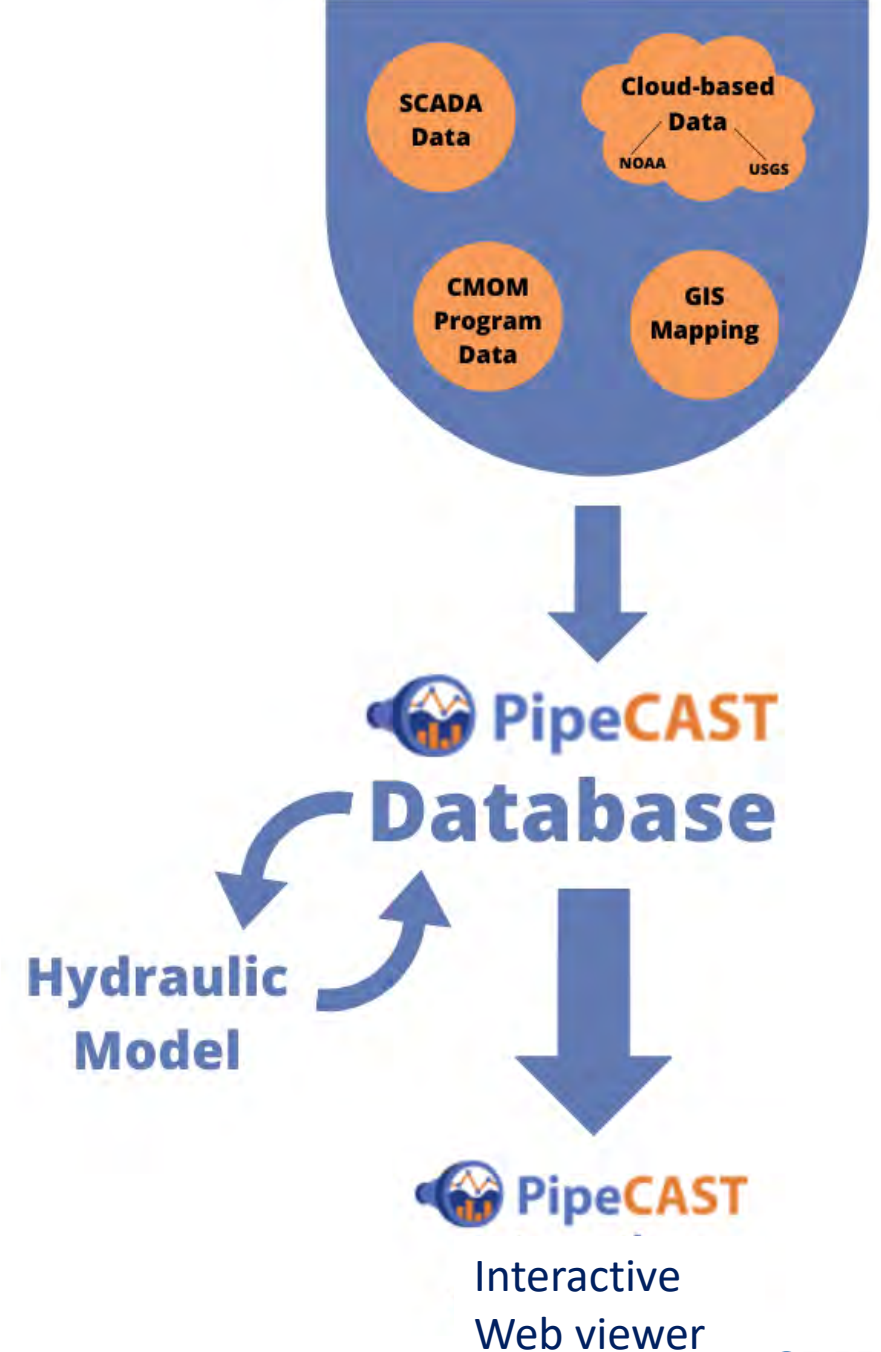 SCADA
Data
Cloud-based
Data
NOAA
USGS
CMOM
Program
Data
GIS
Mapping
PipeCAST
Database
Hydraulic
Model
PipeCAST
Interactive
Web viewer